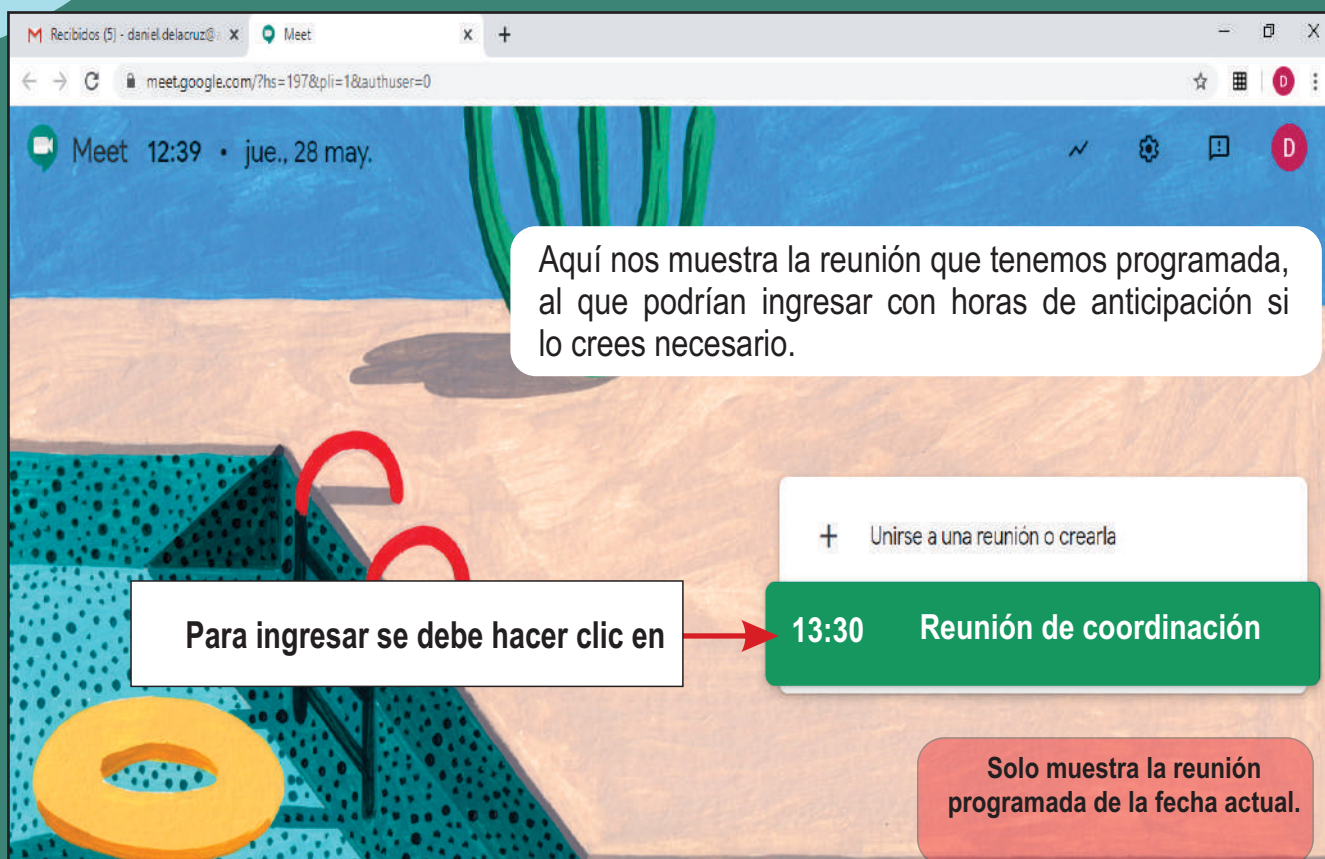 Recibidos (5) - daniel.delacruz@
Meet
meet.google.com/?hs=197&pli=1&authuser=0
D
Meet 12:39 • jue., 28 may.
D
Aquí nos muestra la reunión que tenemos programada,
al que podrían ingresar con horas de anticipación si
lo crees necesario.
+ Unirse a una reunión o crearla
Para ingresar se debe hacer clic en
13:30 Reunión de coordinación
Solo muestra la reunión
programada de la fecha actual.